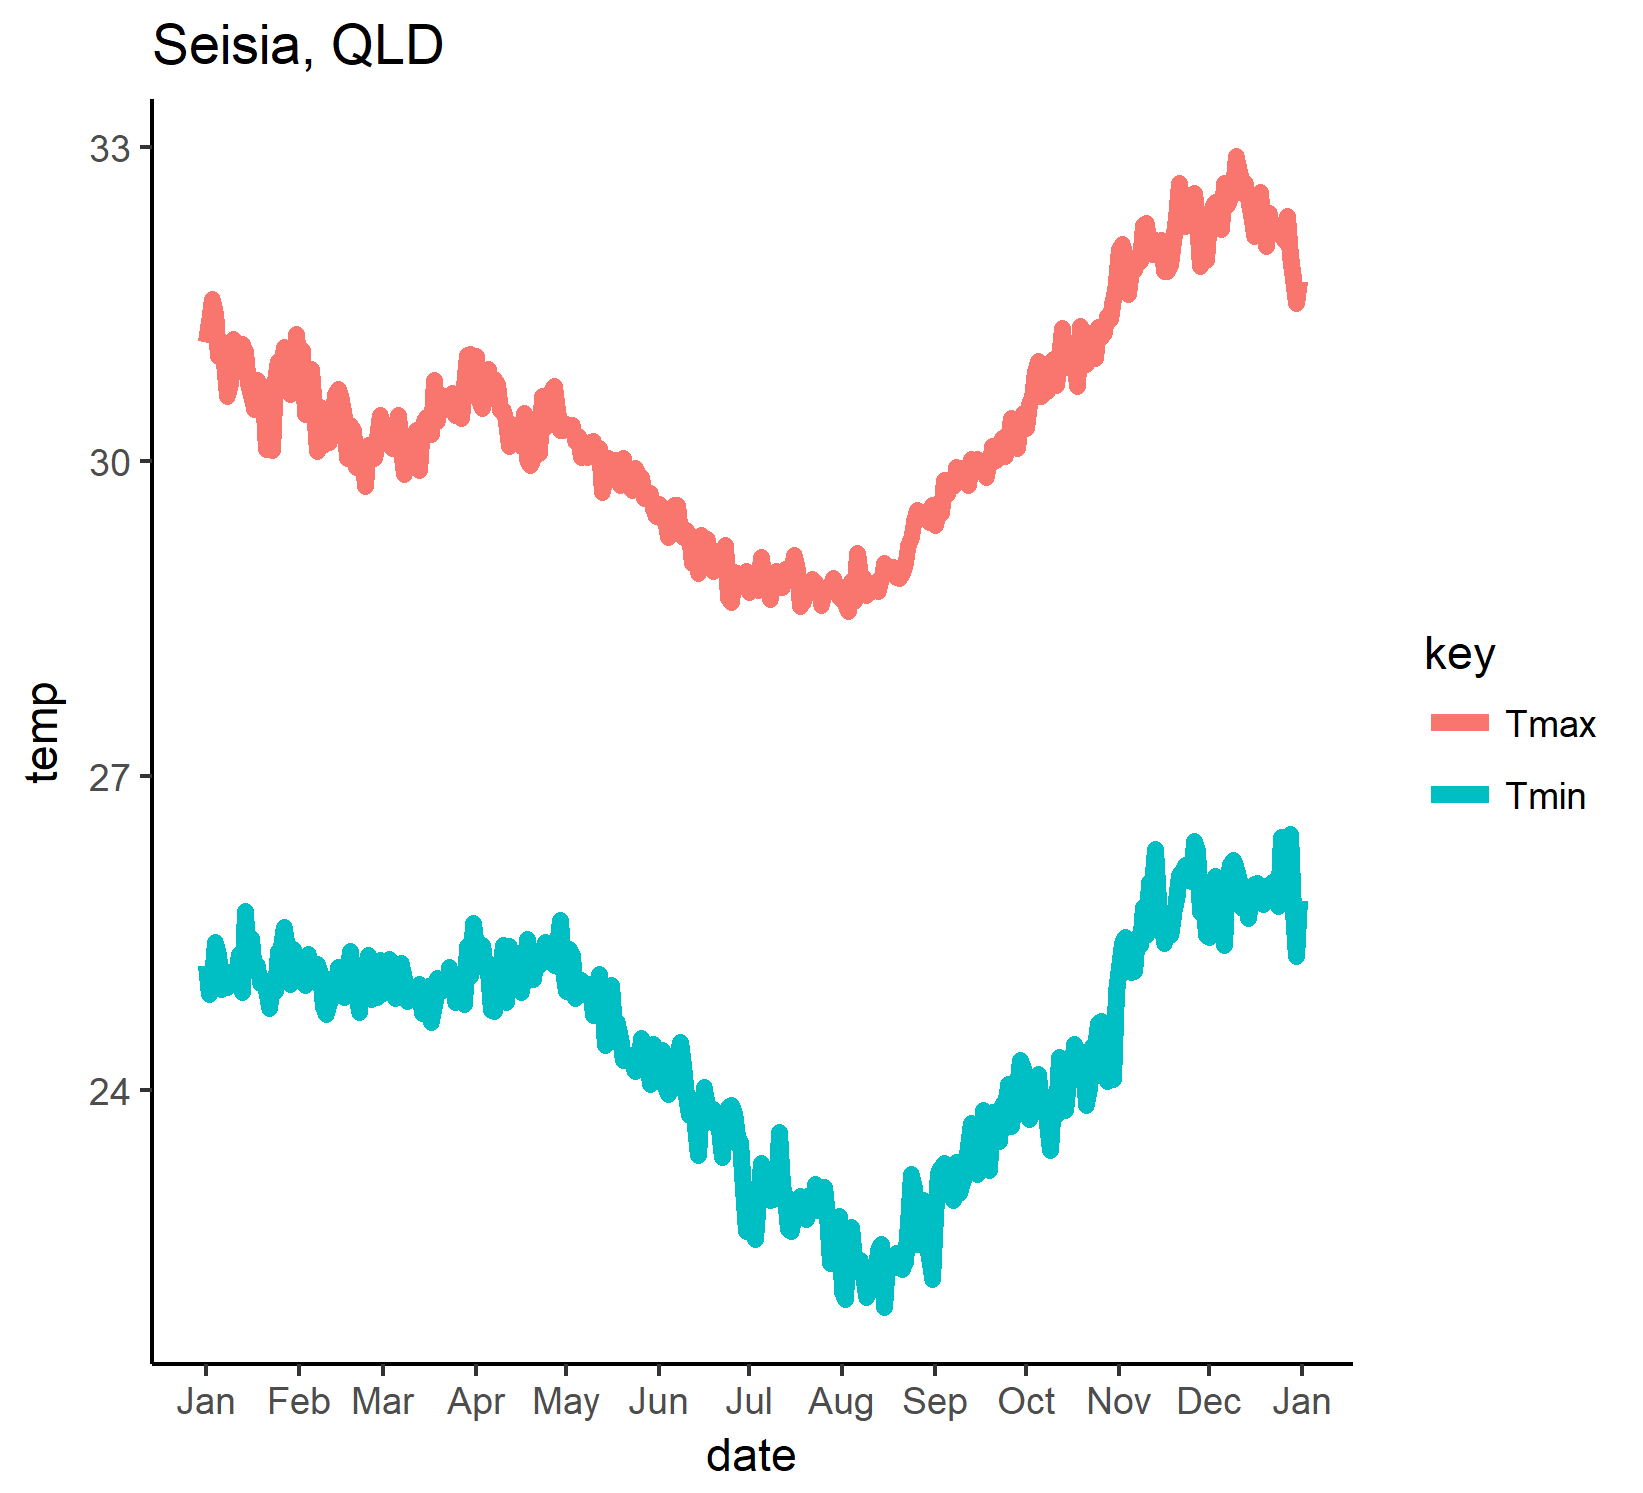 Seisia, QLD
33
30
27
24
temp
Jan Feb Mar Apr May Jun Jul Aug Sep Oct Nov Dec Jan
date
key
Tmax
Tmin